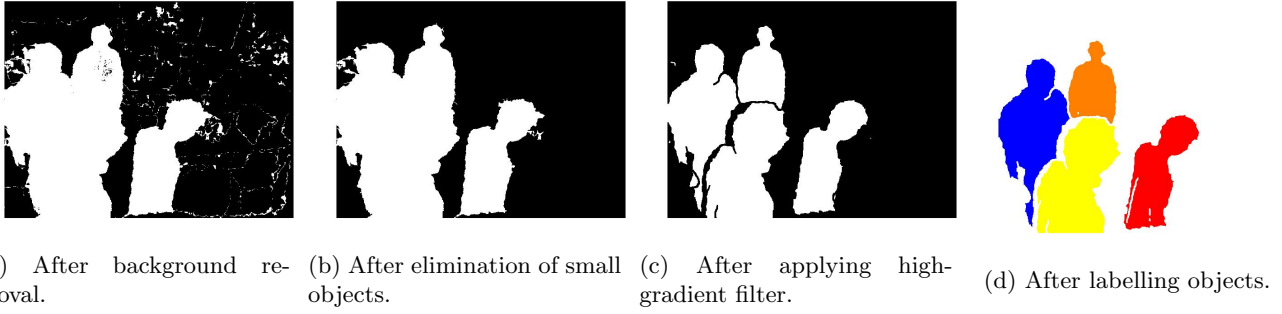 ) After background re-
oval.
(b) After elimination of small
objects.
(c) After applying high-
gradient filter.
(d) After labelling objects.